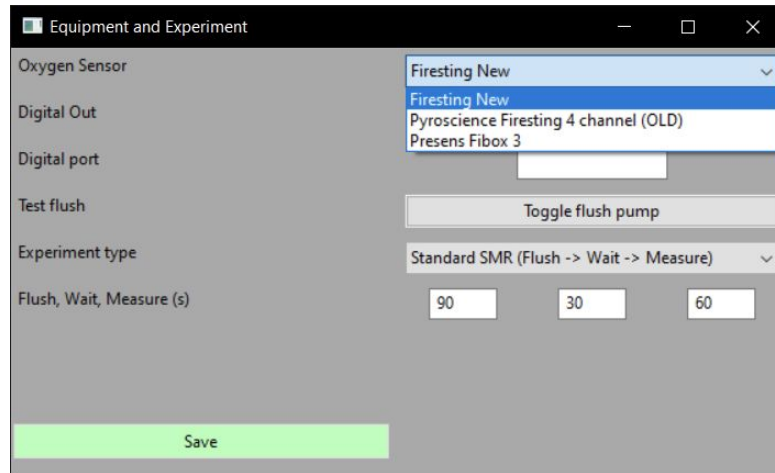 Equipment and Experiment
Oxygen Sensor
Firesting New
Firesting New
Digital Out
Pyroscience Firesting 4 channel (OLD)
Presens Fibox 3
Digital port
Test flush
Toggle flush pump
Experiment type
Standard SMR (Flush -> Wait -> Measure)
Flush, Wait, Measure (s)
90
30
60
Save